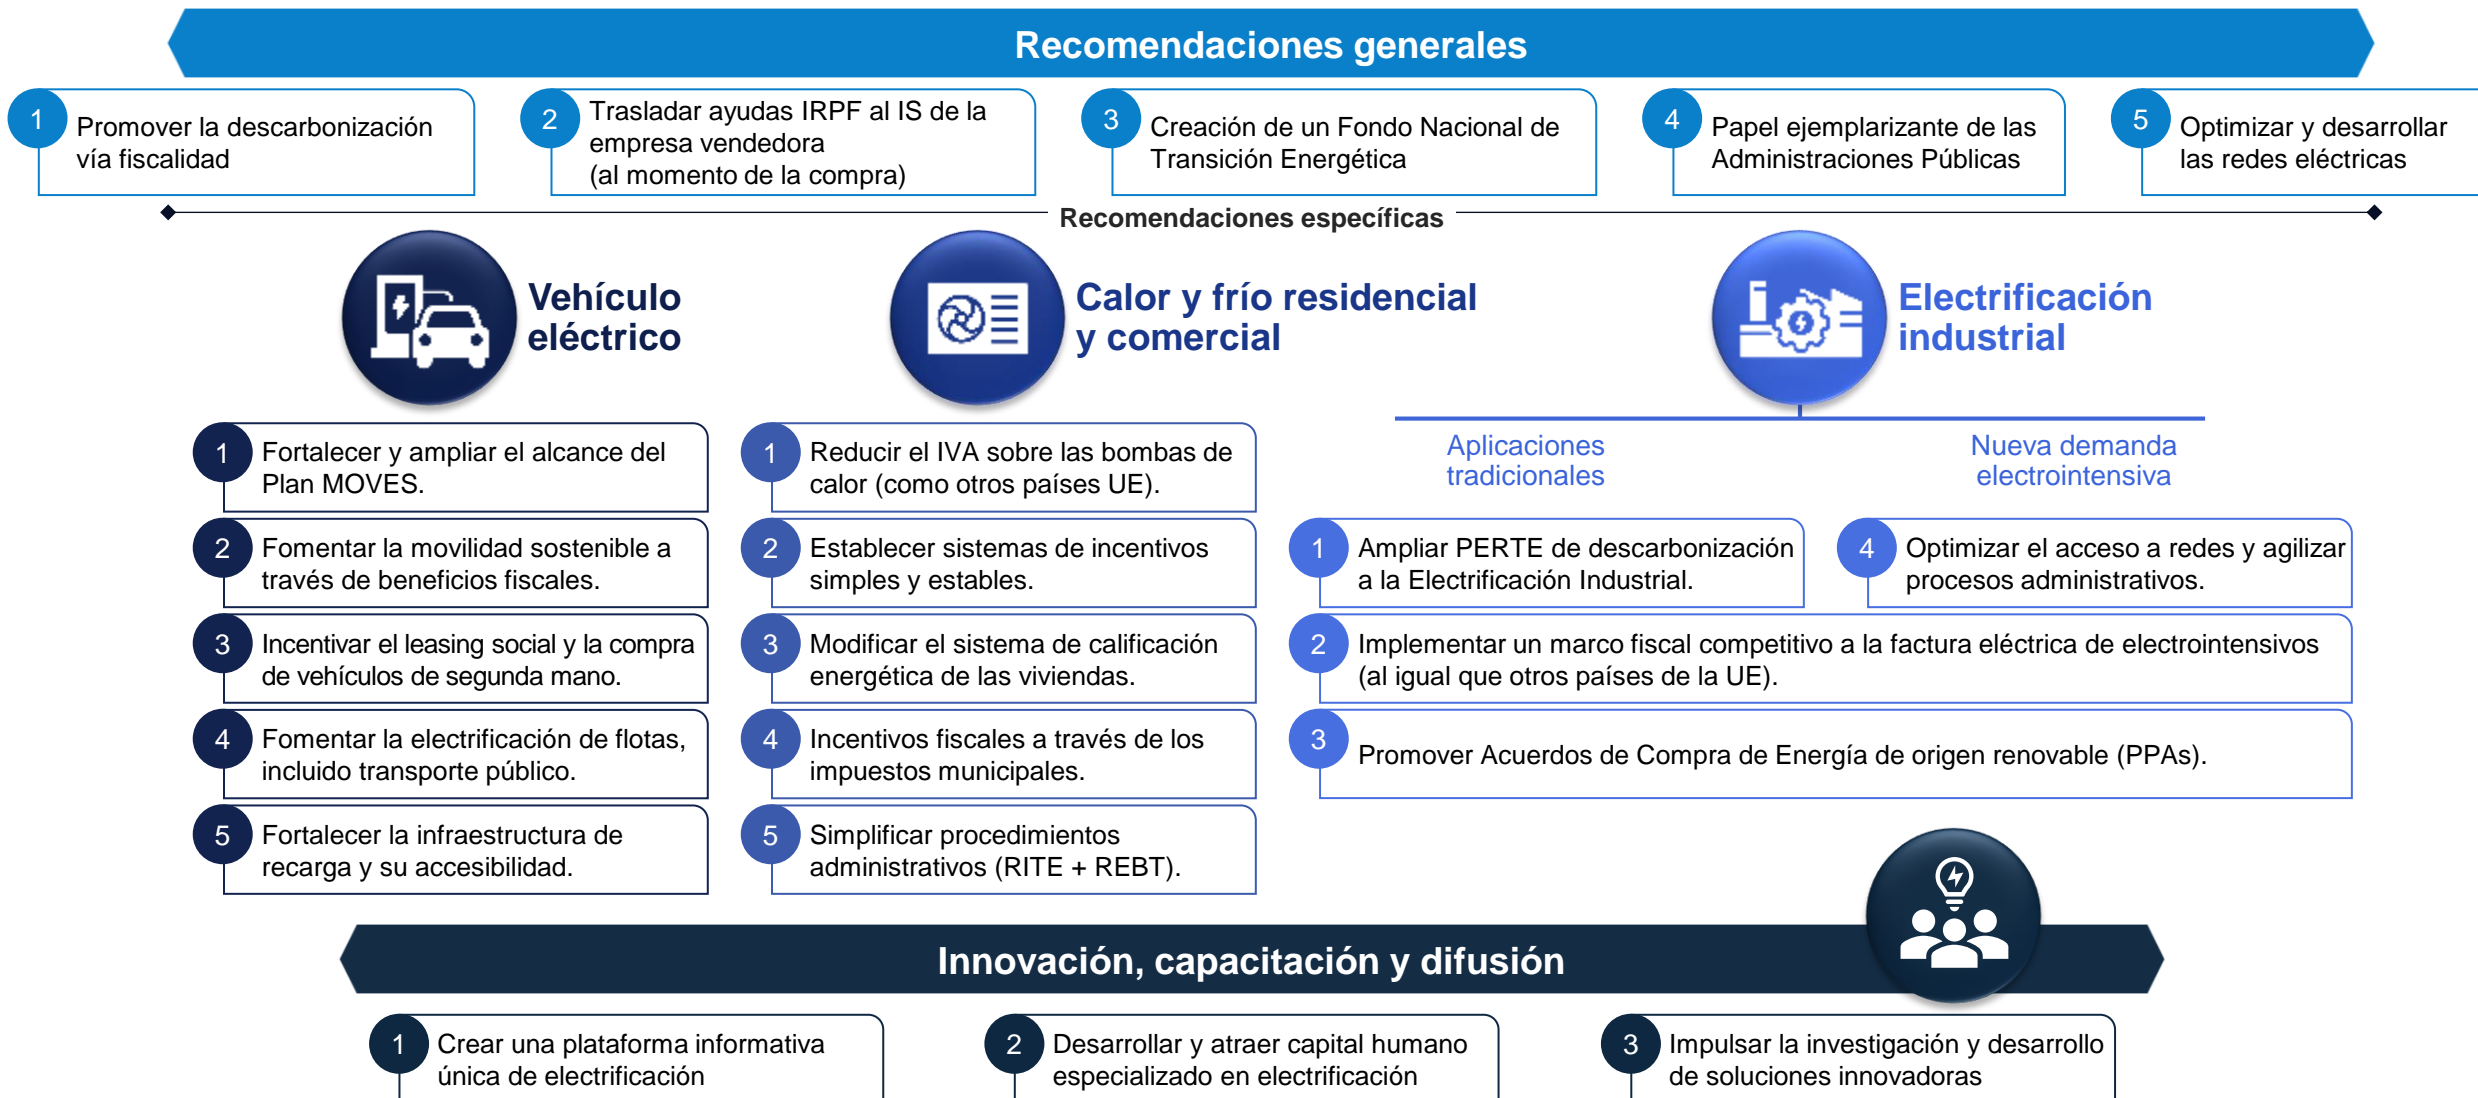 Recomendaciones generales
1
Promover la descarbonización
vía fiscalidad
2
Trasladar ayudas IRPF al IS de la
empresa vendedora
(al momento de la compra)
3
Creación de un Fondo Nacional de
Transición Energética
4
Papel ejemplarizante de las
Administraciones Públicas
5
Optimizar y desarrollar
las redes eléctricas
Recomendaciones específicas
Vehículo
eléctrico
1
Fortalecer y ampliar el alcance del
Plan MOVES.
2
Fomentar la movilidad sostenible a
través de beneficios fiscales.
3
Incentivar el leasing social y la compra
de vehículos de segunda mano.
4
Fomentar la electrificación de flotas,
incluido transporte público.
5
Fortalecer la infraestructura de
recarga y su accesibilidad.
Calor y frío residencial
y comercial
1
Reducir el IVA sobre las bombas de
calor (como otros países UE).
2
Establecer sistemas de incentivos
simples y estables.
3
Modificar el sistema de calificación
energética de las viviendas.
4
Incentivos fiscales a través de los
impuestos municipales.
5
Simplificar procedimientos
administrativos (RITE + REBT).
Electrificación
industrial
Aplicaciones
tradicionales
Nueva demanda
electrointensiva
1
Ampliar PERTE de descarbonización
a la Electrificación Industrial.
4
Optimizar el acceso a redes y agilizar
procesos administrativos.
2
Implementar un marco fiscal competitivo a la factura eléctrica de electrointensivos
(al igual que otros países de la UE).
3
Promover Acuerdos de Compra de Energía de origen renovable (PPAs).
Innovación, capacitación y difusión
1
Crear una plataforma informativa
única de electrificación
2
Desarrollar y atraer capital humano
especializado en electrificación
3
Impulsar la investigación y desarrollo
de soluciones innovadoras